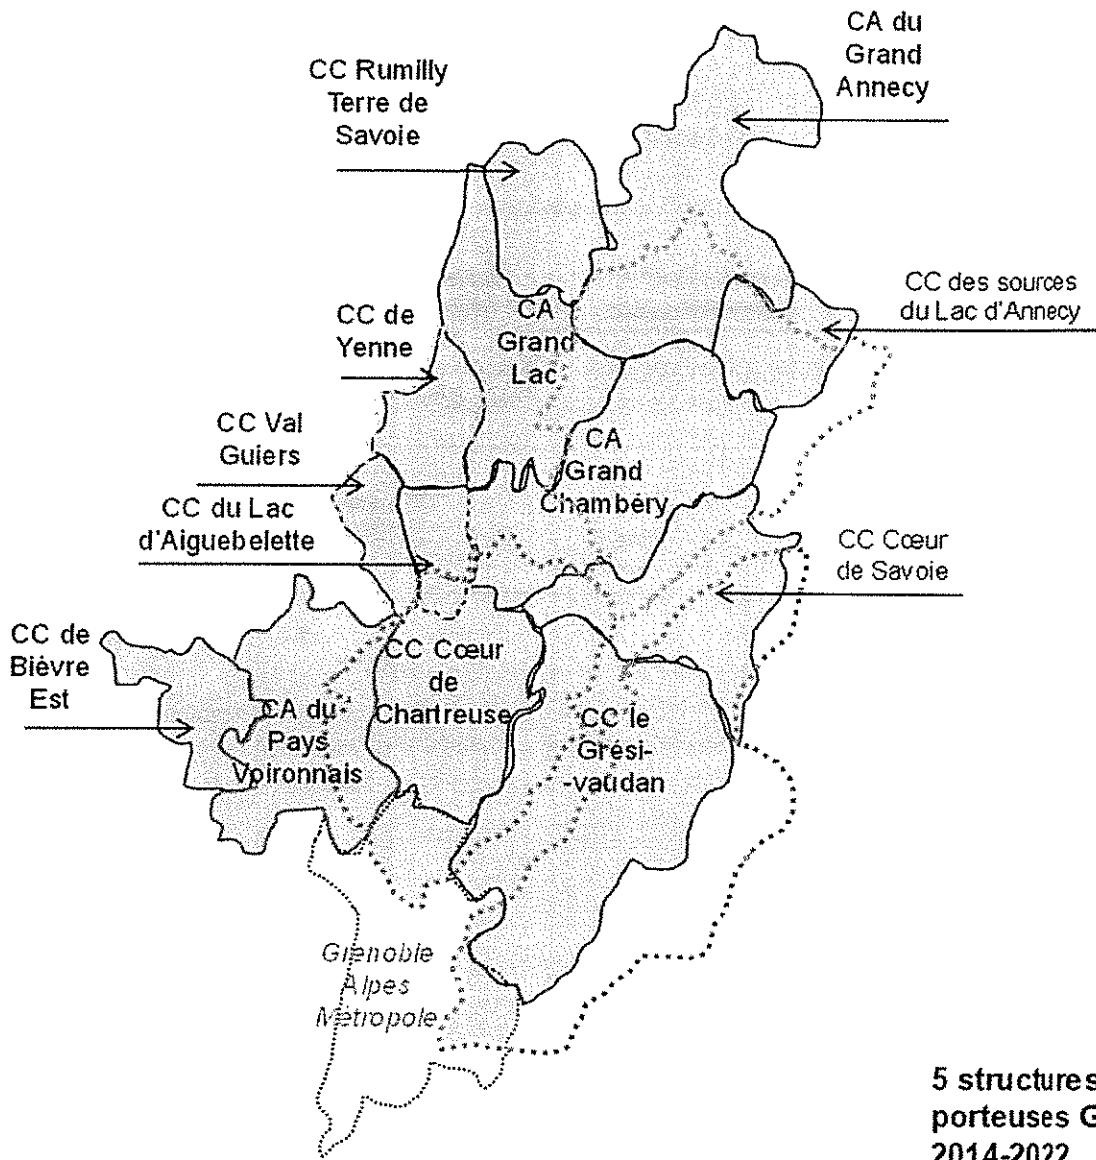 CA du
Grand
Annecy
CC Rumilly
Terre de
Savoie
CC des sources
du Lac d'Annecy
CA
Grand
Lac
CC de
Yenne
CC Val
Guiers
CA
Grand
Chambéry
CC du Lac
d'Aiguebelette
CC Cœur
de Savoie
CC de
Bièvre
Est
CC Cœur
de
Chartreuse
CA du
Pays
Voironnais
CC le
Grési-
-vaudan
Grenoble
Alpes
Métropole
5 structures
porteuses G
2014-2022